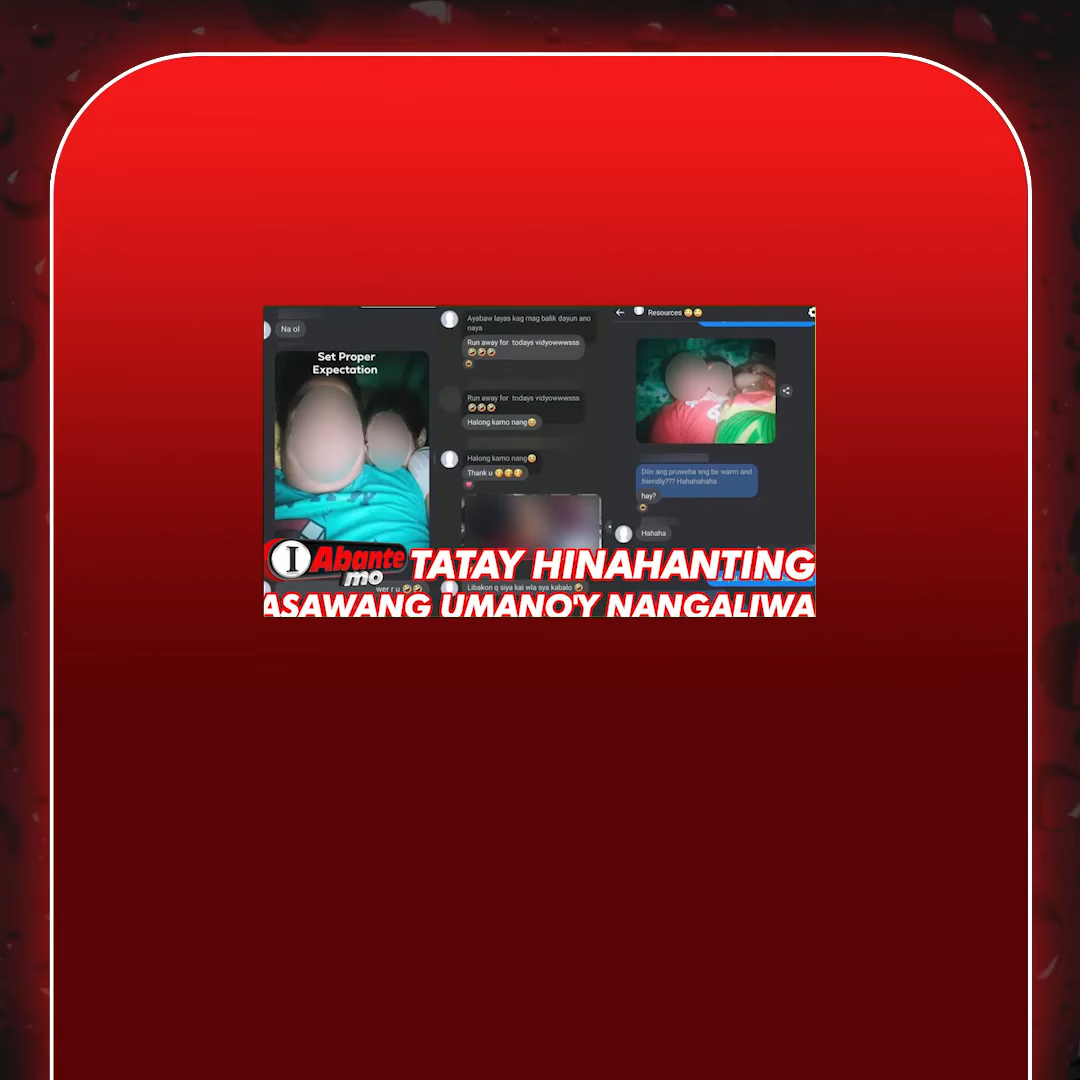 Na ol
Set Proper
Expectation
Ayabaw layas kag mag balik dayun ano
naya
Run away for todays vidyowwwsss
🤣🤣🤣
Run away for todays vidyowwwsss
🤣🤣🤣
Halong kamo nang😅
Halong kamo nang😅
Thank u 😋😋😋
Resources 🙄🙄
Diin ang pruweba sng be warm and
friendly??? Hahahahaha
hay?
Hahaha
I Abante
mo
TATAY HINAHANTING
wer r u 🤣🤣
Libakon q siya kai wla sya kabalo 🤣
ASAWANG UMANO'Y NANGALIWA